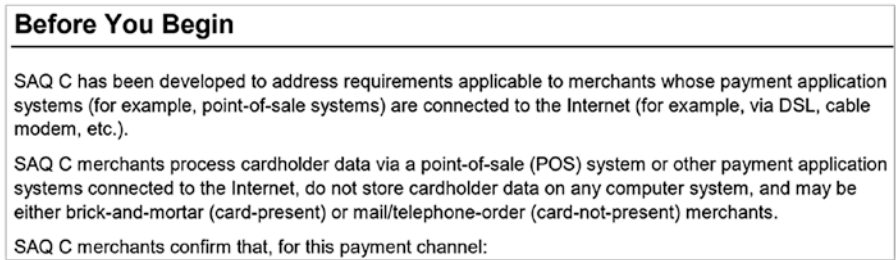 Before You Begin
SAQ C has been developed to address requirements applicable to merchants whose payment application
systems (for example, point-of-sale systems) are connected to the Internet (for example, via DSL, cable
modem, etc.).
SAQ C merchants process cardholder data via a point-of-sale (POS) system or other payment application
systems connected to the Internet, do not store cardholder data on any computer system, and may be
either brick-and-mortar (card-present) or mail/telephone-order (card-not-present) merchants.
SAQ C merchants confirm that, for this payment channel: